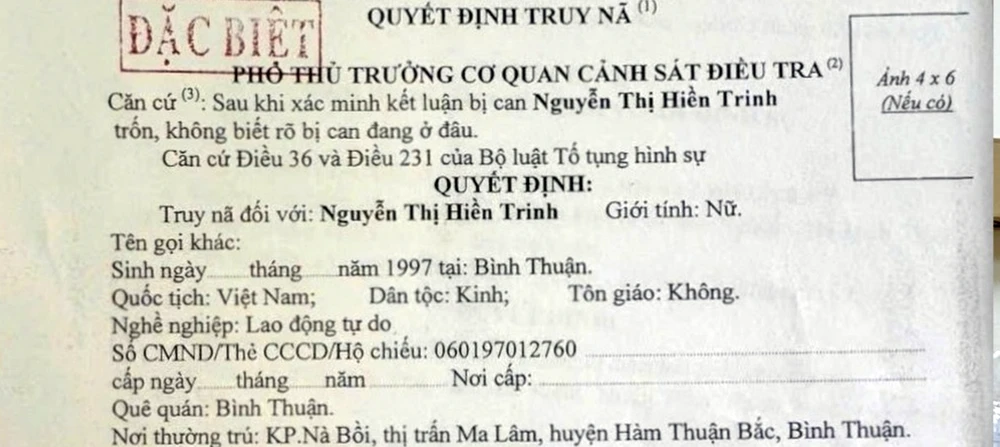 QUYẾT ĐỊNH TRUY NÃ (1)
ĐẶC BIỆT
PHÓ THỦ TRƯỞNG CƠ QUAN CẢNH SÁT ĐIỀU TRA (2)
Ảnh 4 x 6
(Nếu có)
Căn cứ (3): Sau khi xác minh kết luận bị can Nguyễn Thị Hiền Trinh
trốn, không biết rõ bị can đang ở đâu.
Căn cứ Điều 36 và Điều 231 của Bộ luật Tố tụng hình sự
QUYẾT ĐỊNH:
Truy nã đối với: Nguyễn Thị Hiền Trinh Giới tính: Nữ.
Tên gọi khác:
Sinh ngày tháng năm 1997 tại: Bình Thuận.
Quốc tịch: Việt Nam; Dân tộc: Kinh; Tôn giáo: Không.
Nghề nghiệp: Lao động tự do
Số CMND/Thẻ CCCD/Hộ chiếu: 060197012760
cấp ngày tháng năm Nơi cấp:
Quê quán: Bình Thuận.
Nơi thường trú: KP.Nà Bồi, thị trấn Ma Lâm, huyện Hàm Thuận Bắc, Bình Thuận.